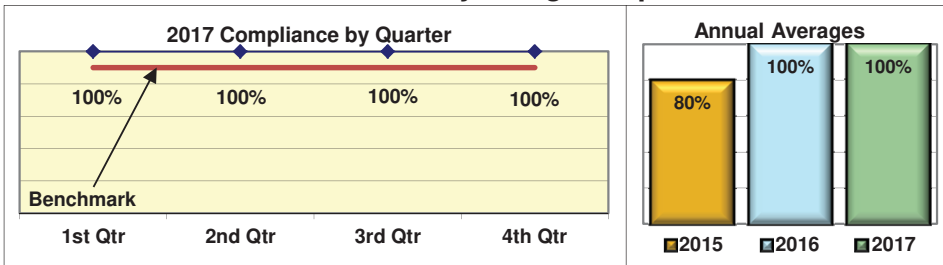 2017 Compliance by Quarter
100% 100% 100% 100%
Benchmark
1st Qtr 2nd Qtr 3rd Qtr 4th Qtr
Annual Averages
80% 100% 100%
2015 2016 2017